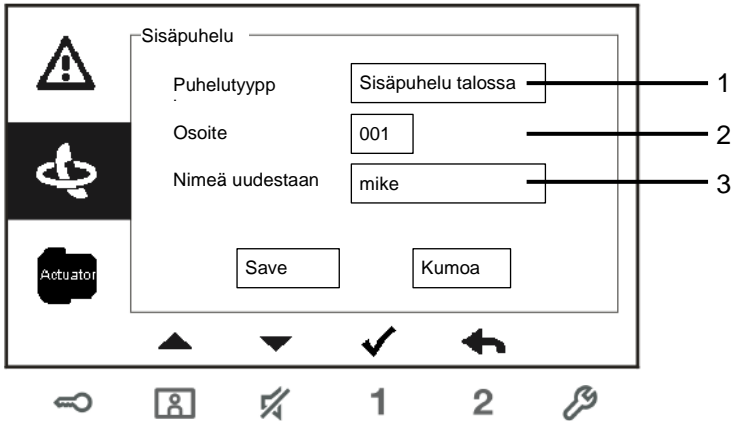 Sisäpuhelu
Puhelutyypp
Sisäpuhelu talossa
1
Osoite
001
2
Nimeä uudestaan
mike
3
Actuator
Save
Kumoa
1
2